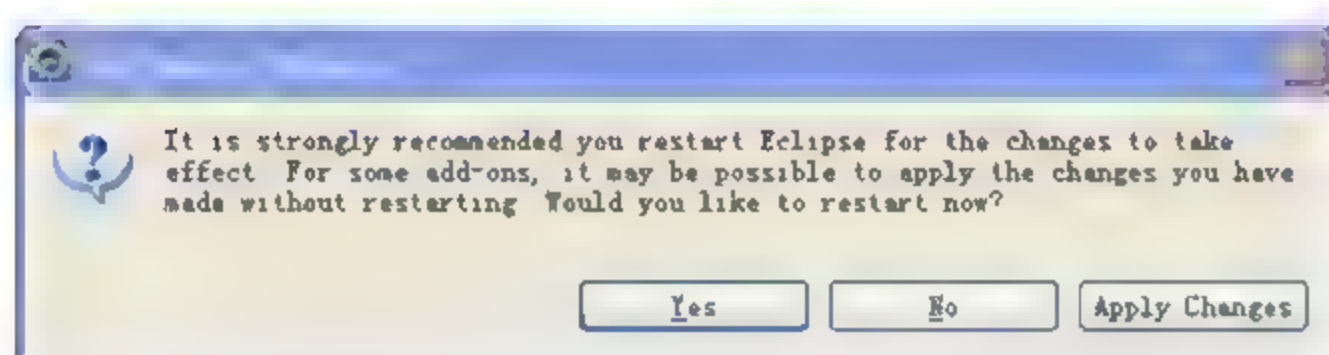 It is strongly recommended you restart Eclipse for the changes to take
effect. For some add-ons, it may be possible to apply the changes you have
made without restarting. Would you like to restart now?
Yes
No
Apply Changes